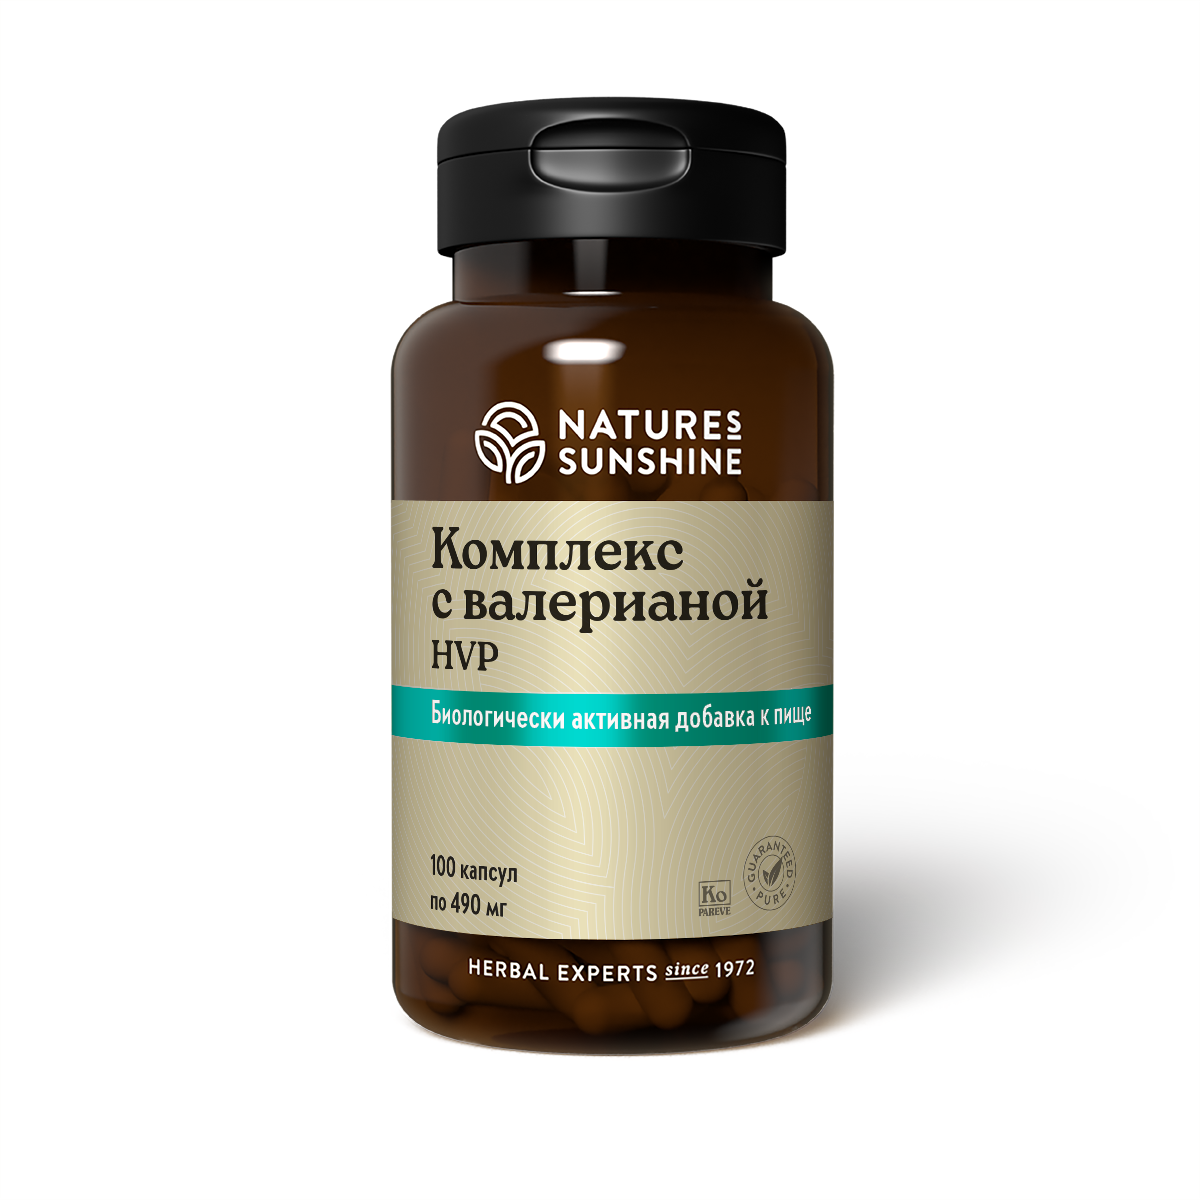 NATURES
SUNSHINE
Комплекс
с валерианой
HVP
Биологически активная добавка к пище
100 капсул
по 490 мг
Ko
PAREVE
GUARANTEED
PURE
HERBAL EXPERTS since 1972